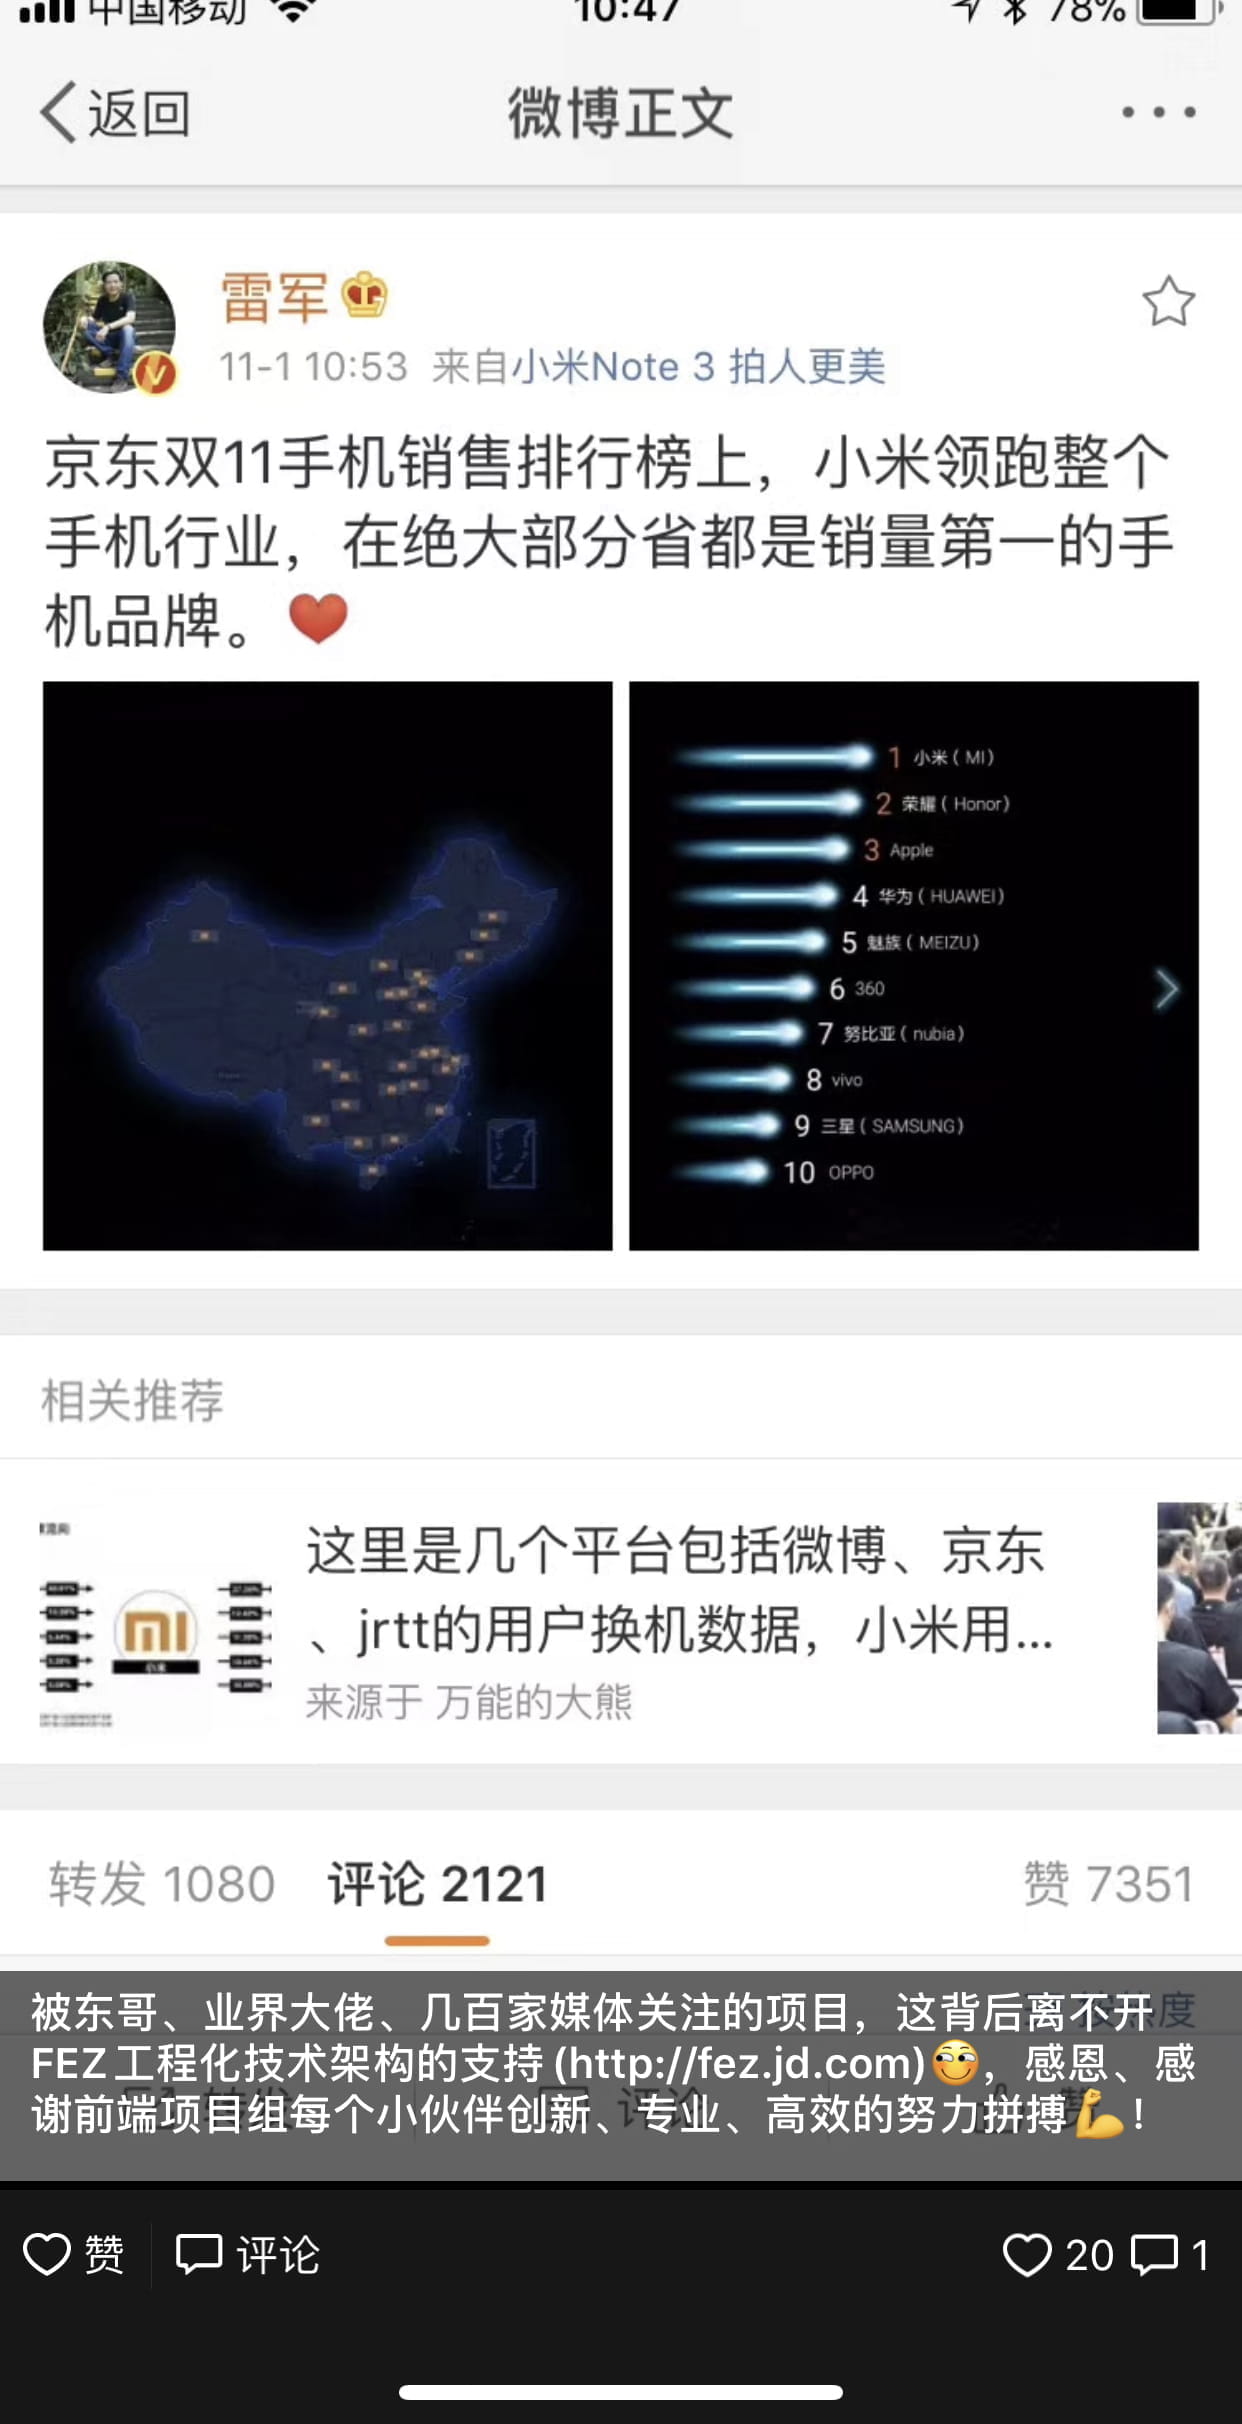 中国移动 10:47 78%
返回 微博正文
雷军
11-1 10:53 来自小米Note 3 拍人更美
京东双11手机销售排行榜上，小米领跑整个
手机行业，在绝大部分省都是销量第一的手
机品牌。❤️
1 小米（MI）
2 荣耀（Honor）
3 Apple
4 华为（HUAWEI）
5 魅族（MEIZU）
6 360
7 努比亚（nubia）
8 vivo
9 三星（SAMSUNG）
10 OPPO
相关推荐
这里是几个平台包括微博、京东
、jrtt的用户换机数据，小米用...
来源于 万能的大熊
小米
转发 1080 评论 2121 赞 7351
按热度
被东哥、业界大佬、几百家媒体关注的项目，这背后离不开
FEZ工程化技术架构的支持(http://fez.jd.com)，感恩、感
谢前端项目组每个小伙伴创新、专业、高效的努力拼搏💪！
转发 评论 赞
赞 评论 20 1